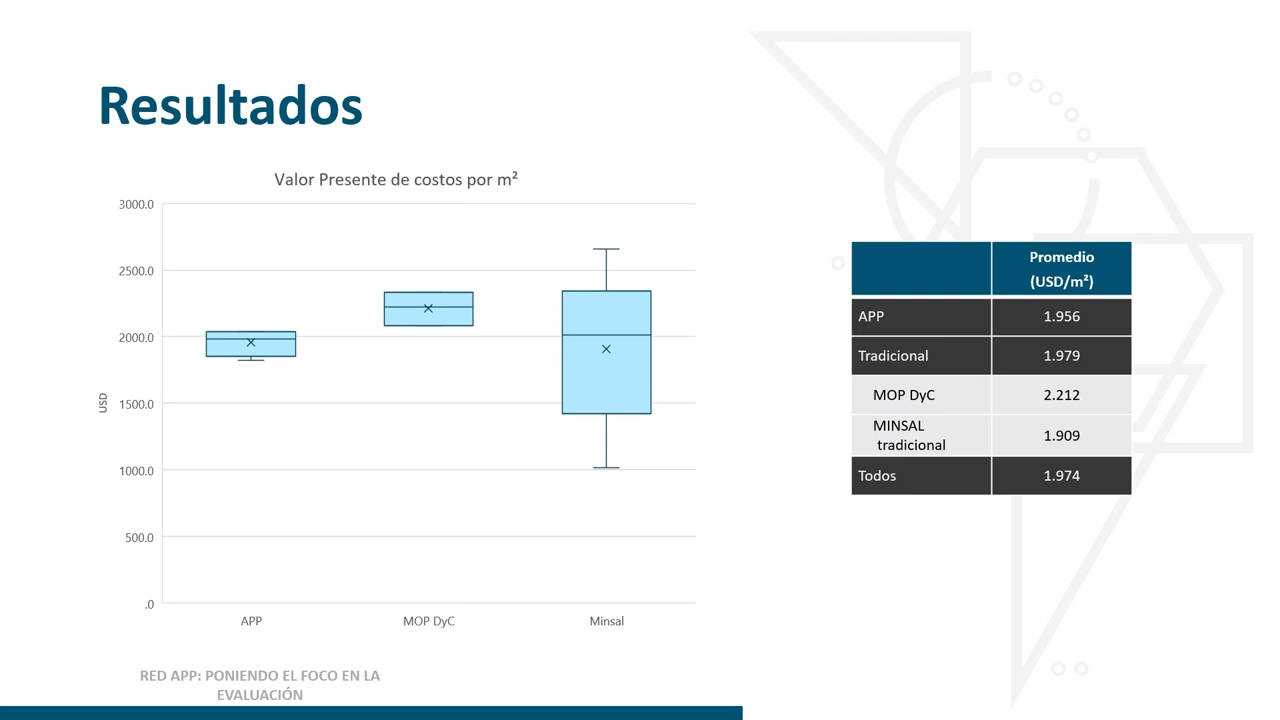 Resultados
Valor Presente de costos por m²
3000.0
2500.0
2000.0
1500.0
1000.0
500.0
.0
USD
APP
MOP DyC
Minsal
Promedio
(USD/m²)
APP 1.956
Tradicional 1.979
MOP DyC 2.212
MINSAL
tradicional 1.909
Todos 1.974
RED APP: PONIENDO EL FOCO EN LA
EVALUACIÓN